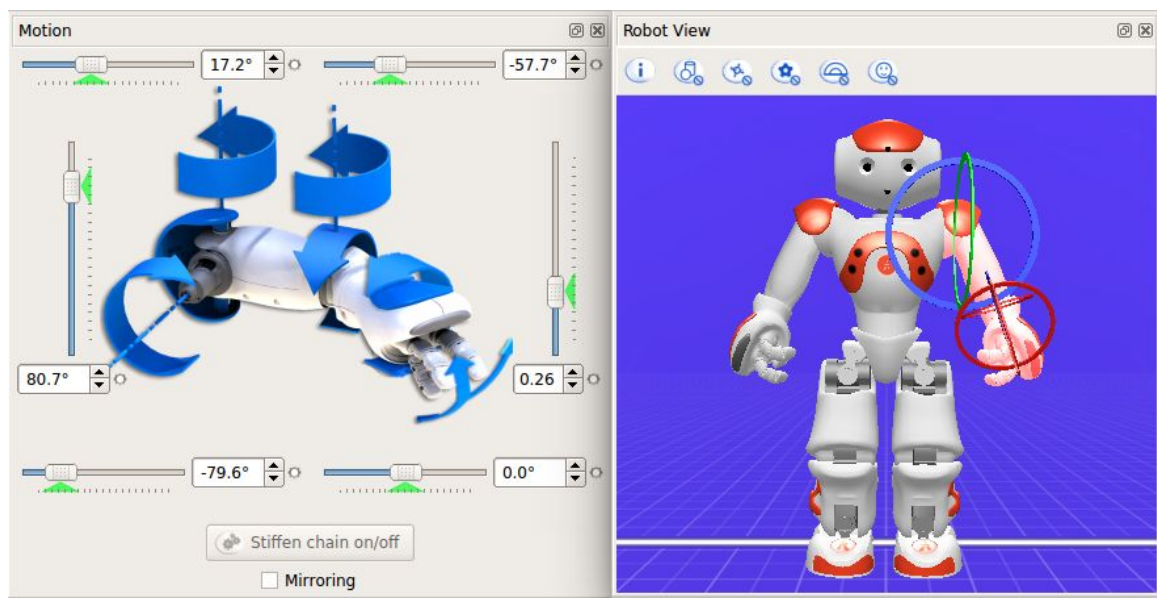 Motion
17.2°
-57.7°
80.7°
0.26
-79.6°
0.0°
Stiffen chain on/off
Mirroring
Robot View
i